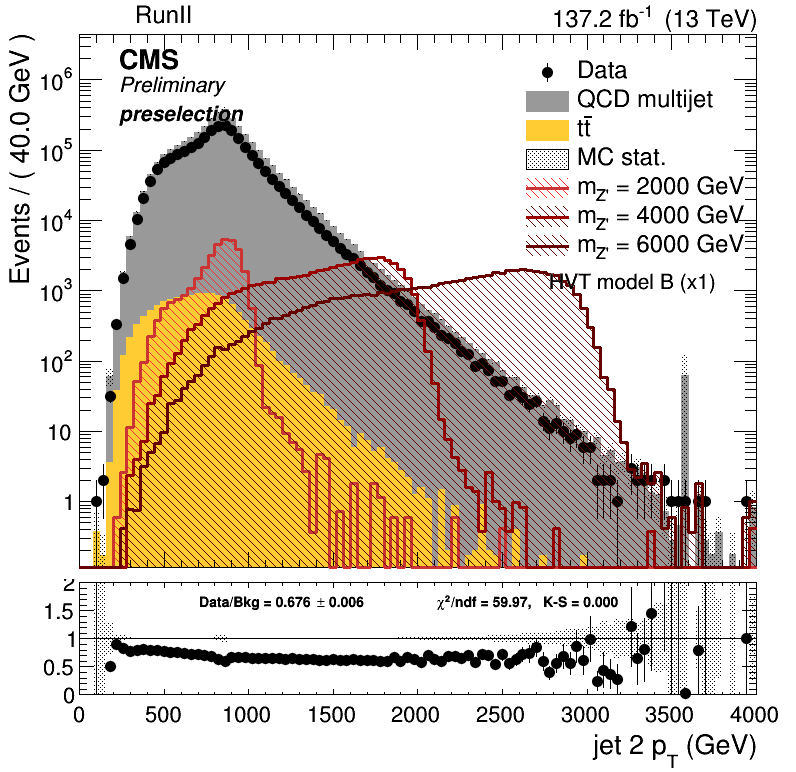 RunII 137.2 fb⁻¹ (13 TeV)
CMS
Preliminary
preselection
Data
QCD multijet
tt̄
MC stat.
m_Z' = 2000 GeV
m_Z' = 4000 GeV
m_Z' = 6000 GeV
HVT model B (x1)
Events / ( 40.0 GeV )
10⁶
10⁵
10⁴
10³
10²
10
1
Data/Bkg = 0.676 ± 0.006 χ²/ndf = 59.97, K-S = 0.000
2
1.5
1
0.5
0
0 500 1000 1500 2000 2500 3000 3500 4000
jet 2 p_T (GeV)